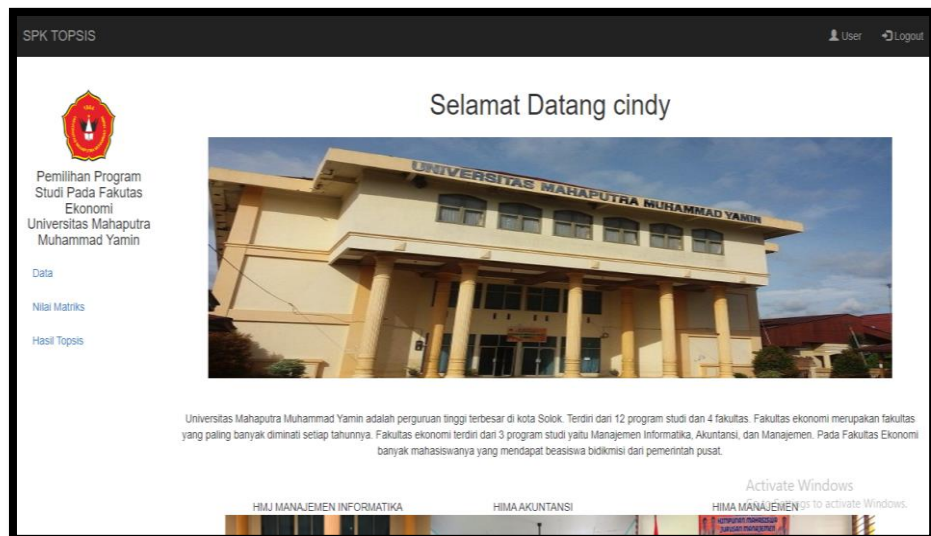 SPK TOPSIS
User
Logout
Selamat Datang cindy
Pemilihan Program
Studi Pada Fakutas
Ekonomi
Universitas Mahaputra
Muhammad Yamin
Data
Nilai Matriks
Hasil Topsis
UNIVERSITAS MAHAPUTRA MUHAMMAD YAMIN
Universitas Mahaputra Muhammad Yamin adalah perguruan tinggi terbesar di kota Solok. Terdiri dari 12 program studi dan 4 fakultas. Fakultas ekonomi merupakan fakultas
yang paling banyak diminati setiap tahunnya. Fakultas ekonomi terdiri dari 3 program studi yaitu Manajemen Informatika, Akuntansi, dan Manajemen. Pada Fakultas Ekonomi
banyak mahasiswanya yang mendapat beasiswa bidikmisi dari pemerintah pusat.
Activate Windows
to activate Windows.
HMJ MANAJEMEN INFORMATIKA
HIMA AKUNTANSI
HIMA MANAJEMEN
HIMPUNAN MAHASISWA
JURUSAN MANAJEMEN